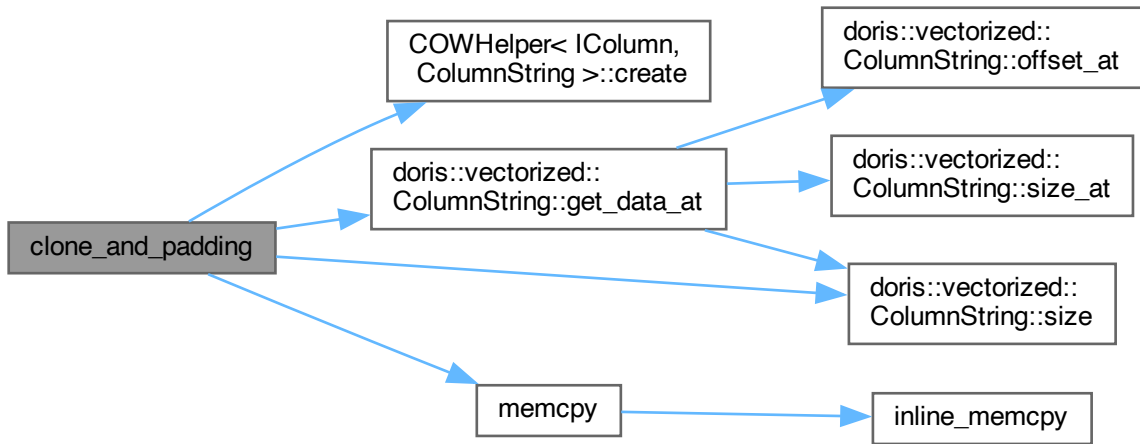 clone_and_padding
COWHelper< IColumn,
ColumnString >::create
doris::vectorized::
ColumnString::get_data_at
doris::vectorized::
ColumnString::offset_at
doris::vectorized::
ColumnString::size_at
doris::vectorized::
ColumnString::size
memcpy
inline_memcpy